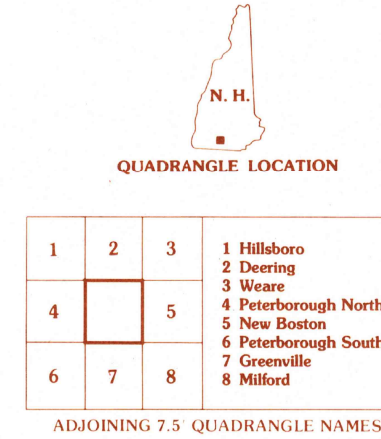 N. H.
QUADRANGLE LOCATION
1 2 3
4 5
6 7 8
1 Hillsboro
2 Deering
3 Weare
4 Peterborough North
5 New Boston
6 Peterborough South
7 Greenville
8 Milford
ADJOINING 7.5' QUADRANGLE NAMES